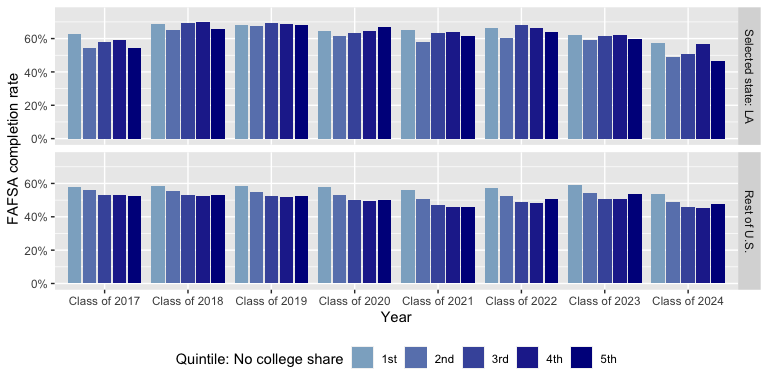 FAFSA completion rate
60%
40%
20%
0%
Selected state: LA
60%
40%
20%
0%
Rest of U.S.
Class of 2017 Class of 2018 Class of 2019 Class of 2020 Class of 2021 Class of 2022 Class of 2023 Class of 2024
Year
Quintile: No college share 1st 2nd 3rd 4th 5th